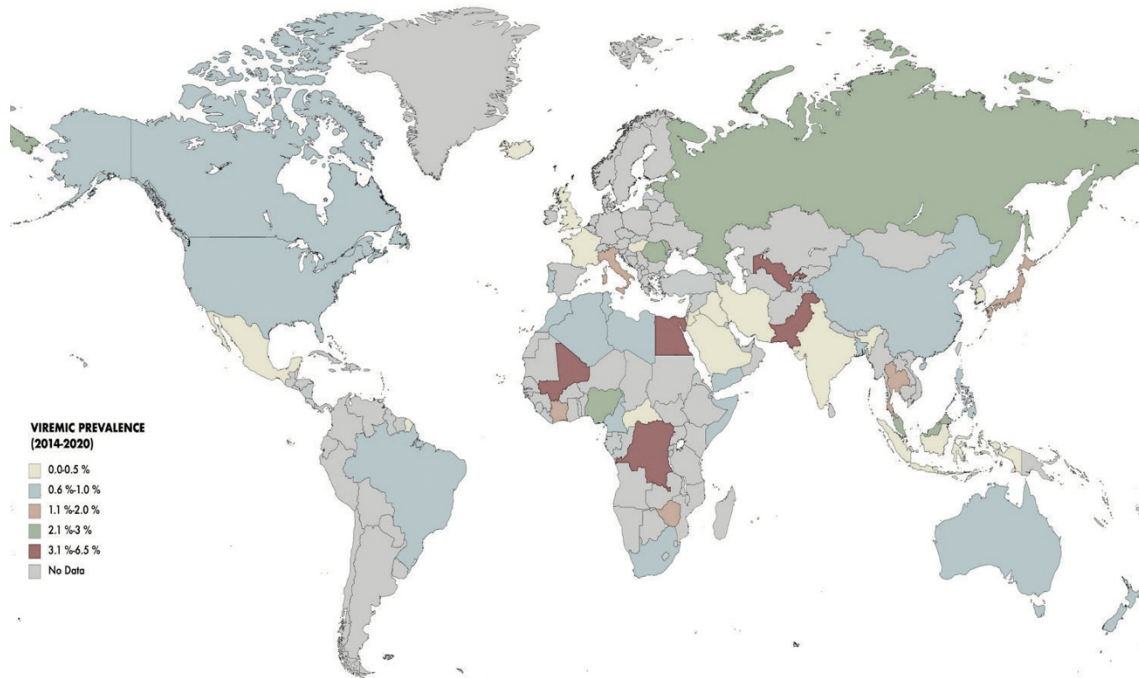 VIREMIC PREVALENCE
(2014-2020)
0.0-0.5 %
0.6 %-1.0 %
1.1 %-2.0 %
2.1 %-3 %
3.1 %-6.5 %
No Data